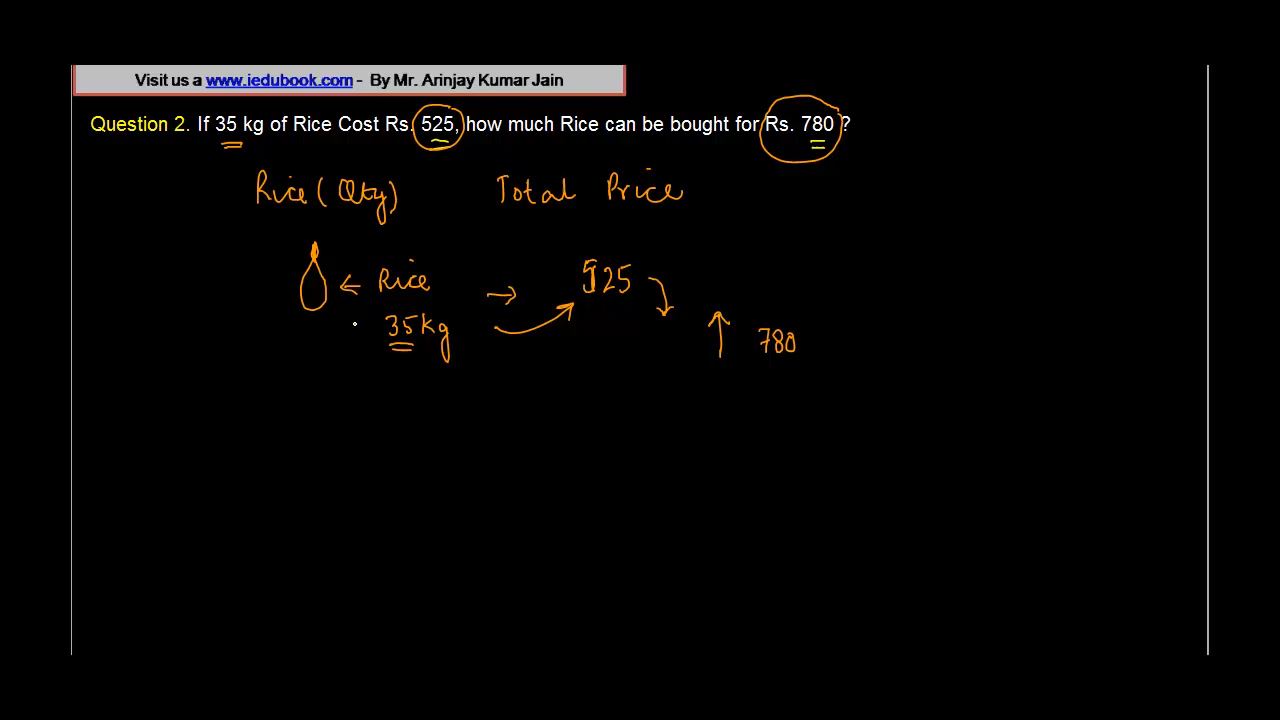 Visit us a www.iedubook.com - By Mr. Arinjay Kumar Jain
Question 2. If 35 kg of Rice Cost Rs. 525, how much Rice can be bought for Rs. 780 ?
Rice (Qty) Total Price
← Rice → 525
35kg
780